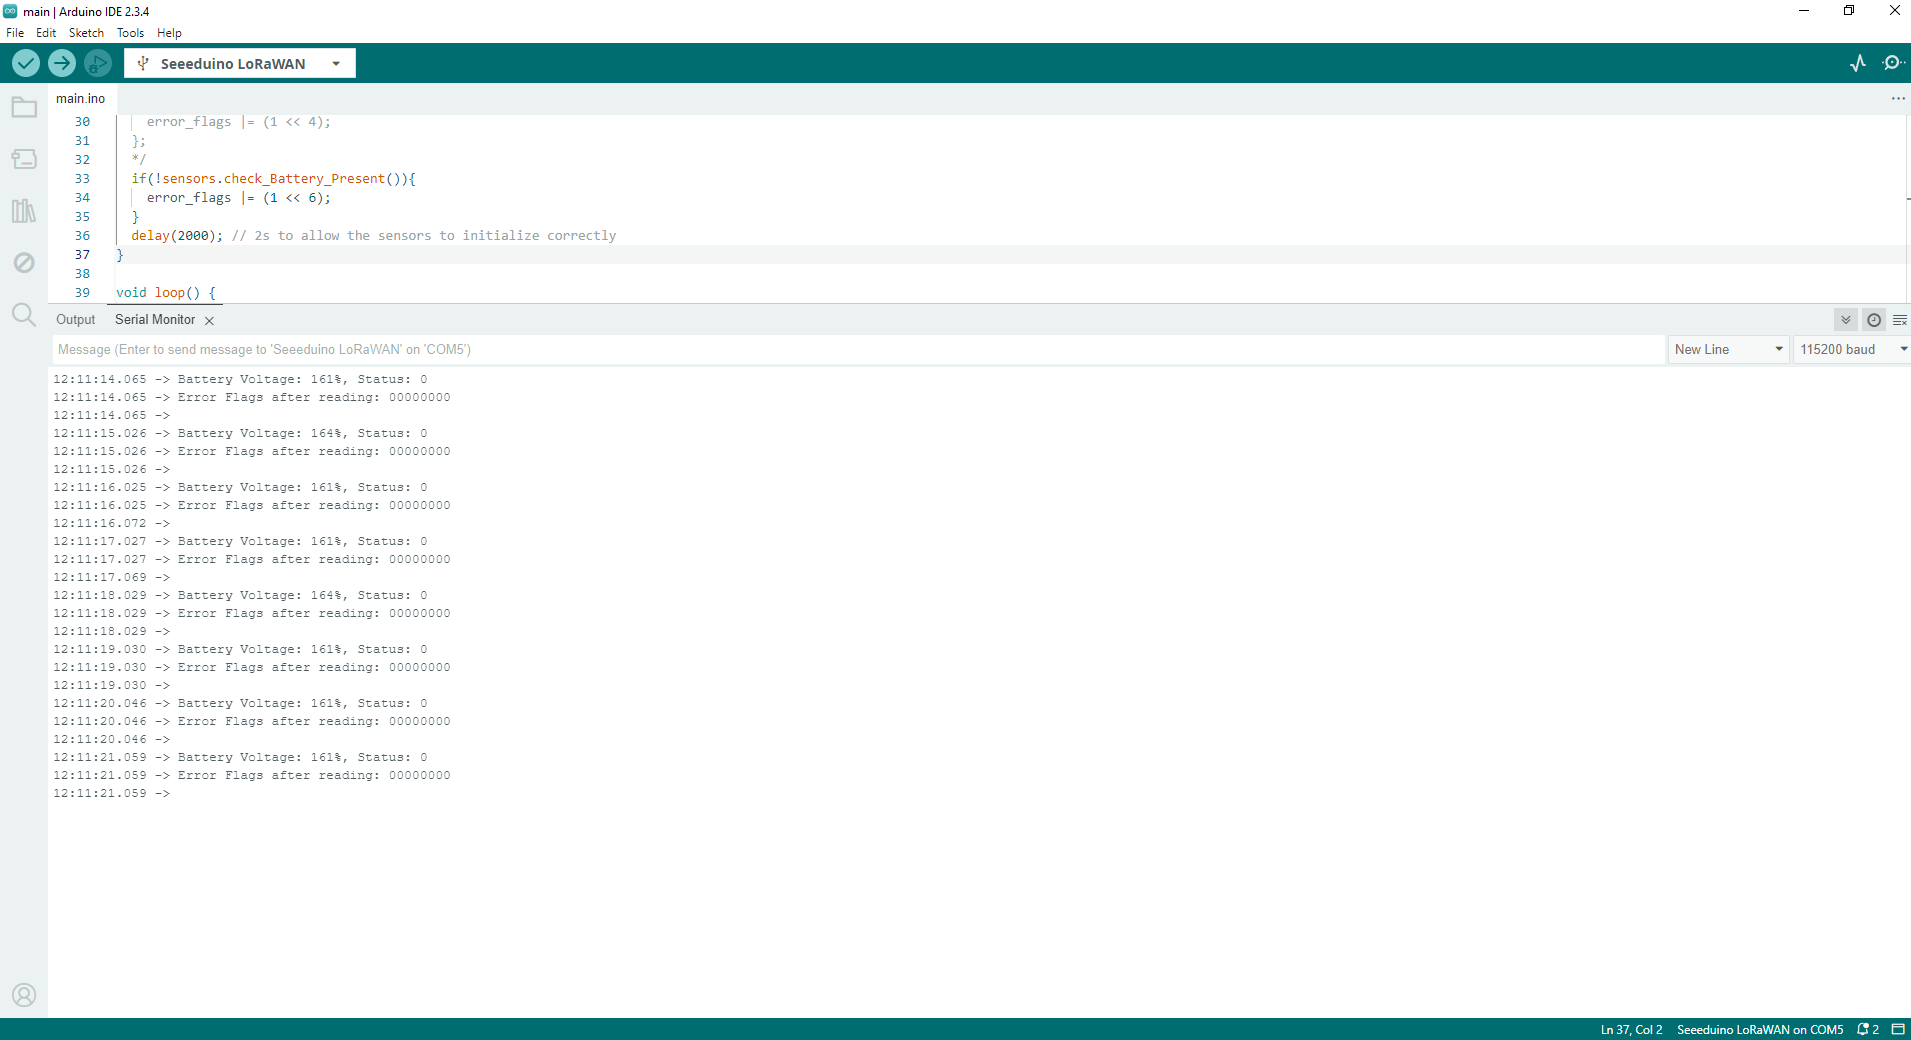 main | Arduino IDE 2.3.4
File Edit Sketch Tools Help
Seeeduino LoRaWAN
main.ino
30 error_flags |= (1 << 4);
31 };
32 */
33 if(!sensors.check_Battery_Present()){
34 error_flags |= (1 << 6);
35 }
36 delay(2000); // 2s to allow the sensors to initialize correctly
37 }
38
39 void loop() {
Output Serial Monitor
Message (Enter to send message to 'Seeeduino LoRaWAN' on 'COM5') New Line 115200 baud
12:11:14.065 -> Battery Voltage: 161%, Status: 0
12:11:14.065 -> Error Flags after reading: 00000000
12:11:14.065 ->
12:11:15.026 -> Battery Voltage: 164%, Status: 0
12:11:15.026 -> Error Flags after reading: 00000000
12:11:15.026 ->
12:11:16.025 -> Battery Voltage: 161%, Status: 0
12:11:16.025 -> Error Flags after reading: 00000000
12:11:16.072 ->
12:11:17.027 -> Battery Voltage: 161%, Status: 0
12:11:17.027 -> Error Flags after reading: 00000000
12:11:17.069 ->
12:11:18.029 -> Battery Voltage: 164%, Status: 0
12:11:18.029 -> Error Flags after reading: 00000000
12:11:18.029 ->
12:11:19.030 -> Battery Voltage: 161%, Status: 0
12:11:19.030 -> Error Flags after reading: 00000000
12:11:19.030 ->
12:11:20.046 -> Battery Voltage: 161%, Status: 0
12:11:20.046 -> Error Flags after reading: 00000000
12:11:20.046 ->
12:11:21.059 -> Battery Voltage: 161%, Status: 0
12:11:21.059 -> Error Flags after reading: 00000000
12:11:21.059 ->
Ln 37, Col 2 Seeeduino LoRaWAN on COM5 2